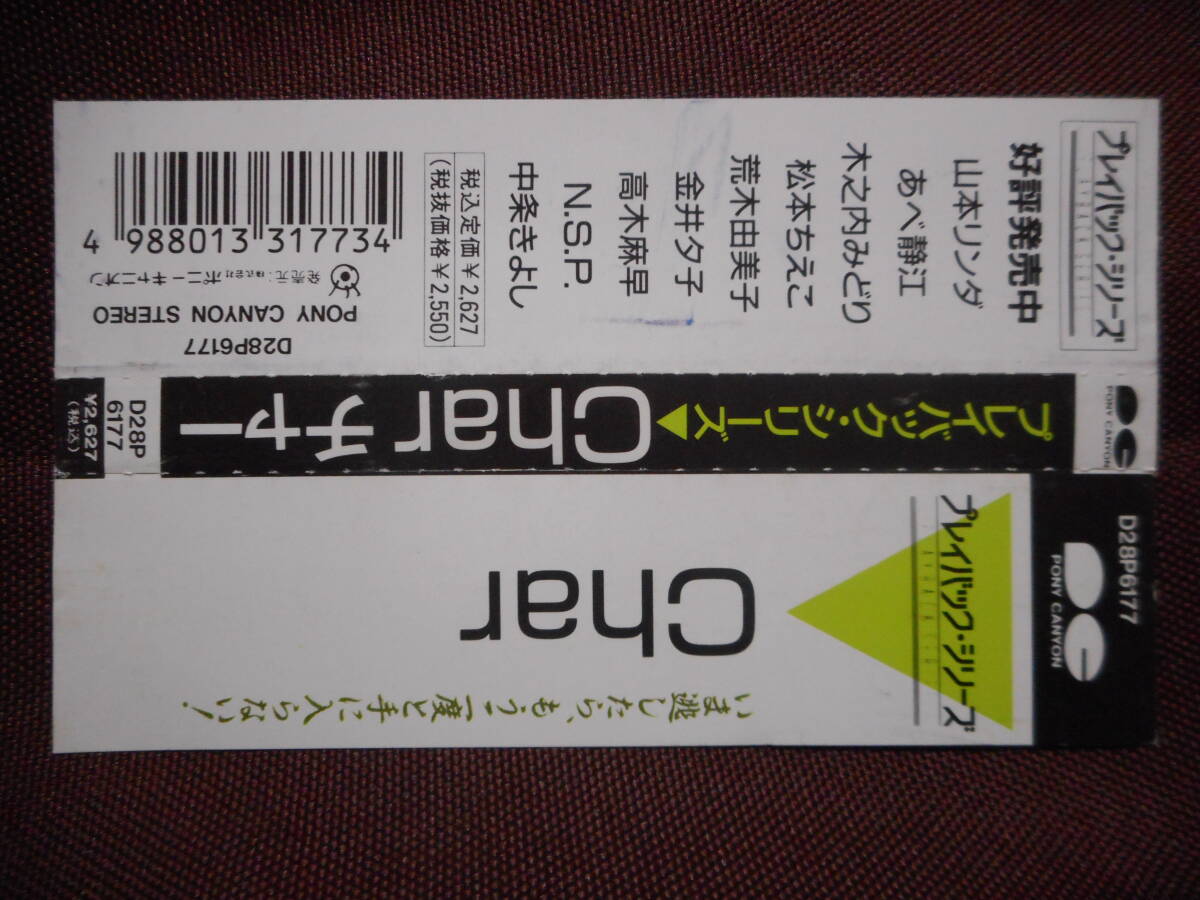 D28P6177
PONY CANYON
プレイバック・シリーズ
Char
いま逃したら、もう二度と手に入らない！
PONY CANYON
プレイバック・シリーズ
Char チャー
D28P
6177
¥2,627
(税込)
プレイバック・シリーズ
PLAYBACK SERIES
好評発売中
山本リンダ
あべ静江
木之内みどり
松本ちえこ
荒木由美子
金井夕子
高木麻早
N.S.P.
中条きよし
税込定価¥2,627
(税抜価格¥2,550)
4 988013 317734
発売元：株式会社ポニーキャニオン
PONY CANYON STEREO
D28P6177